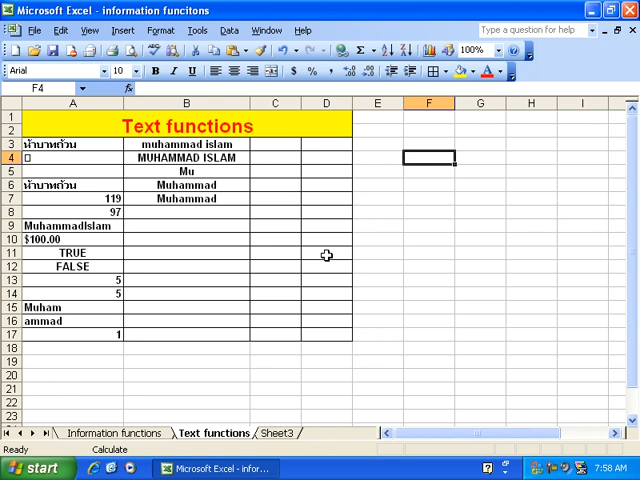 Microsoft Excel - information funcitons
File Edit View Insert Format Tools Data Window Help
Type a question for help
100%
Arial 10 B I U $ % ,
F4 fx
A B C D E F G H I
1 Text functions
2
3 ห้าบาทถ้วน muhammad islam
4 MUHAMMAD ISLAM
5 Mu
6 ห้าบาทถ้วน Muhammad
7 119 Muhammad
8 97
9 MuhammadIslam
10 $100.00
11 TRUE
12 FALSE
13 5
14 5
15 Muham
16 ammad
17 1
18
19
20
21
22
23
Information functions Text functions Sheet3
Ready Calculate
start Microsoft Excel - infor... 7:58 AM